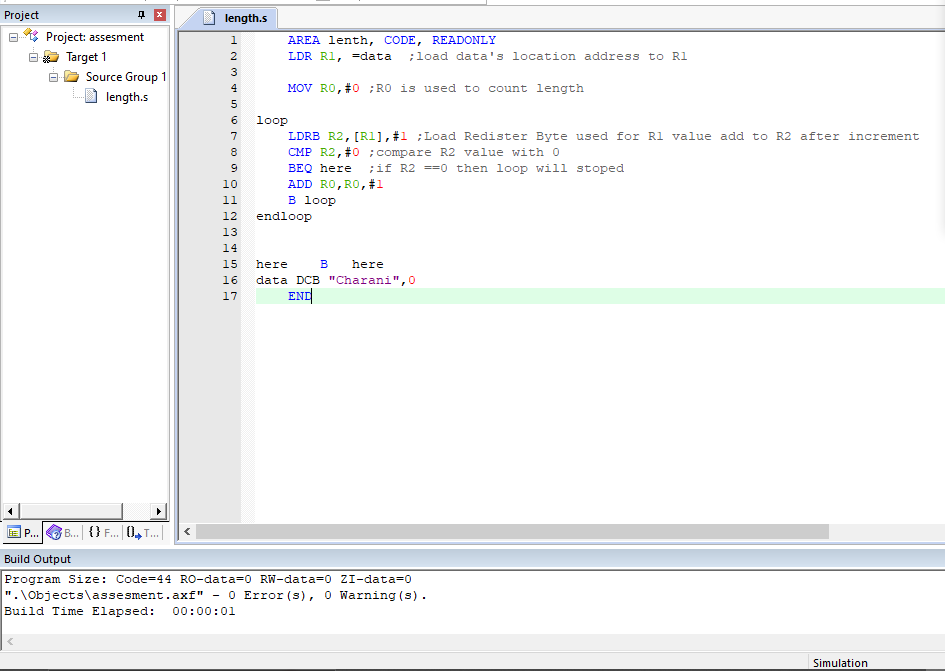 Project
Project: assesment
Target 1
Source Group 1
length.s
P...
B...
{} F...
T...
length.s
1 AREA lenth, CODE, READONLY
2 LDR R1, =data ;load data's location address to R1
3
4 MOV R0,#0 ;R0 is used to count length
5
6 loop
7 LDRB R2,[R1],#1 ;Load Redister Byte used for R1 value add to R2 after increment
8 CMP R2,#0 ;compare R2 value with 0
9 BEQ here ;if R2 ==0 then loop will stoped
10 ADD R0,R0,#1
11 B loop
12 endloop
13
14
15 here B here
16 data DCB "Charani",0
17 END
Build Output
Program Size: Code=44 RO-data=0 RW-data=0 ZI-data=0
".\Objects\assesment.axf" - 0 Error(s), 0 Warning(s).
Build Time Elapsed: 00:00:01
Simulation